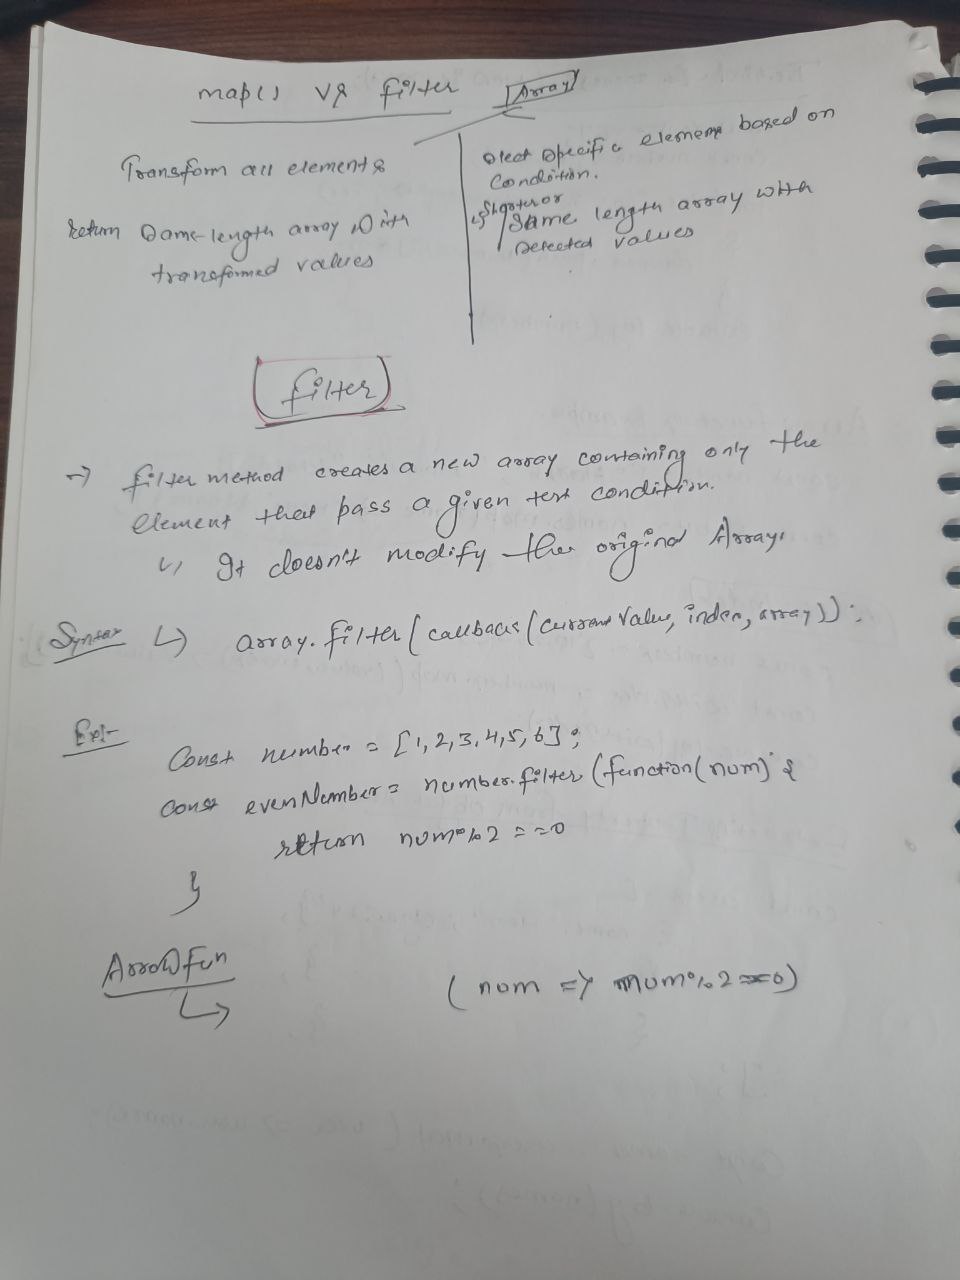 map() vs filter [Array]
Transform all elements
return Same length array with
transformed values
select specific element based on
Condition.
↳ Shorter or
Same length array with
selected values
filter
→ filter method creates a new array containing only the
element that pass a given test condition.
↳ It doesn't modify the original Array.
Syntax ↳ array.filter(callback(currentValue, index, array));
Ex:-
Const number = [1,2,3,4,5,6];
const evenNumber = number.filter(function(num) {
return num%2 ==0
}
Arrow fun
↳ (num => num%2==0)